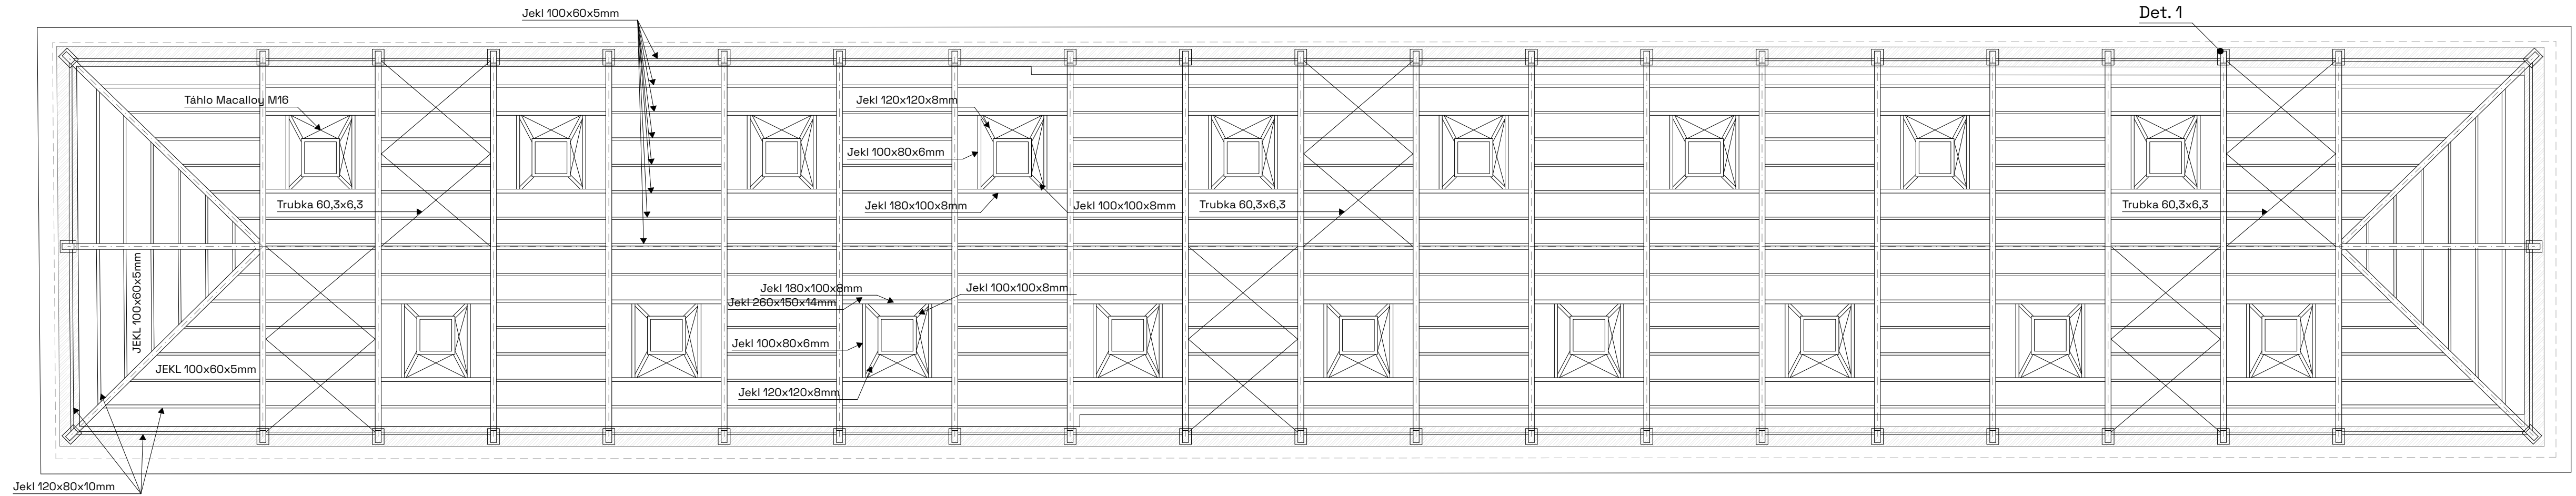 Jekl 100x60x5mm
Det. 1
Táhlo Macalloy M16
Jekl 120x120x8mm
Jekl 100x80x6mm
Trubka 60,3x6,3
Jekl 180x100x8mm
Jekl 100x100x8mm
Trubka 60,3x6,3
Trubka 60,3x6,3
JEKL 100x60x5mm
Jekl 180x100x8mm
Jekl 100x100x8mm
Jekl 260x150x14mm
Jekl 100x80x6mm
JEKL 100x60x5mm
Jekl 120x120x8mm
Jekl 120x80x10mm